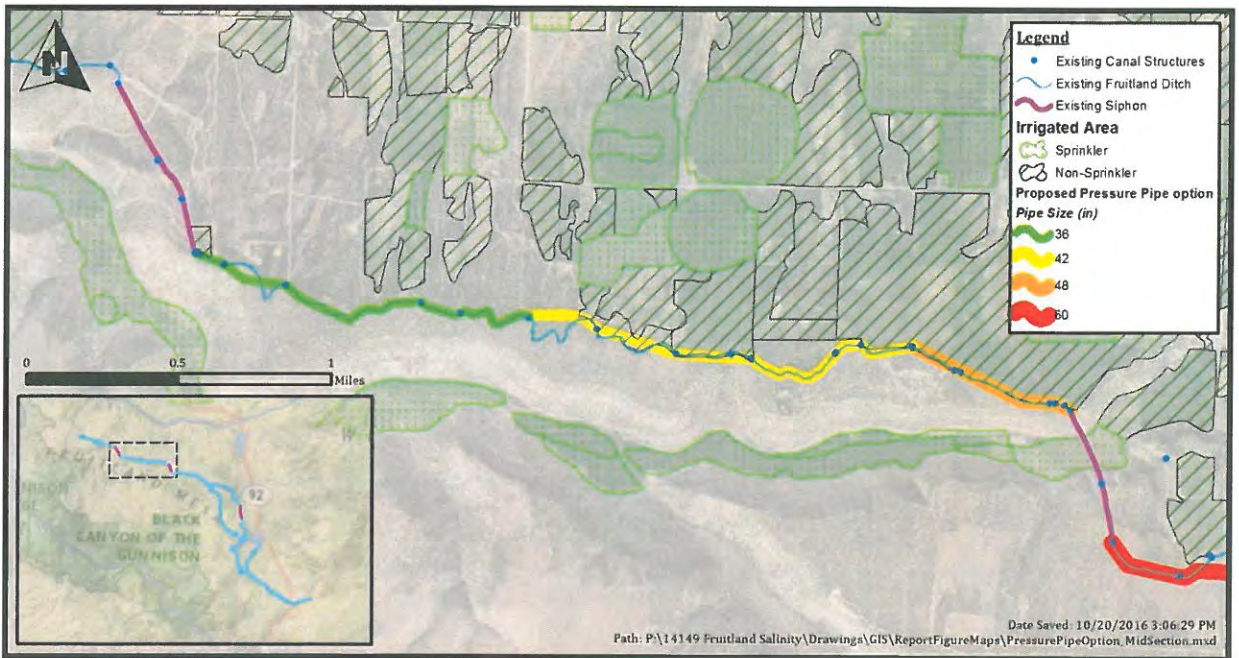 N
Legend
Existing Canal Structures
Existing Fruitland Ditch
Existing Siphon
Irrigated Area
Sprinkler
Non-Sprinkler
Proposed Pressure Pipe option
Pipe Size (in)
36
42
48
60
0 0.5 1
Miles
92
BLACK
CANYON OF THE
GUNNISON
Date Saved: 10/20/2016 3:06:29 PM
Path: P:\14149 Fruitland Salinity\Drawings\GIS\ReportFigureMaps\PressurePipeOption_MidSection.mxd